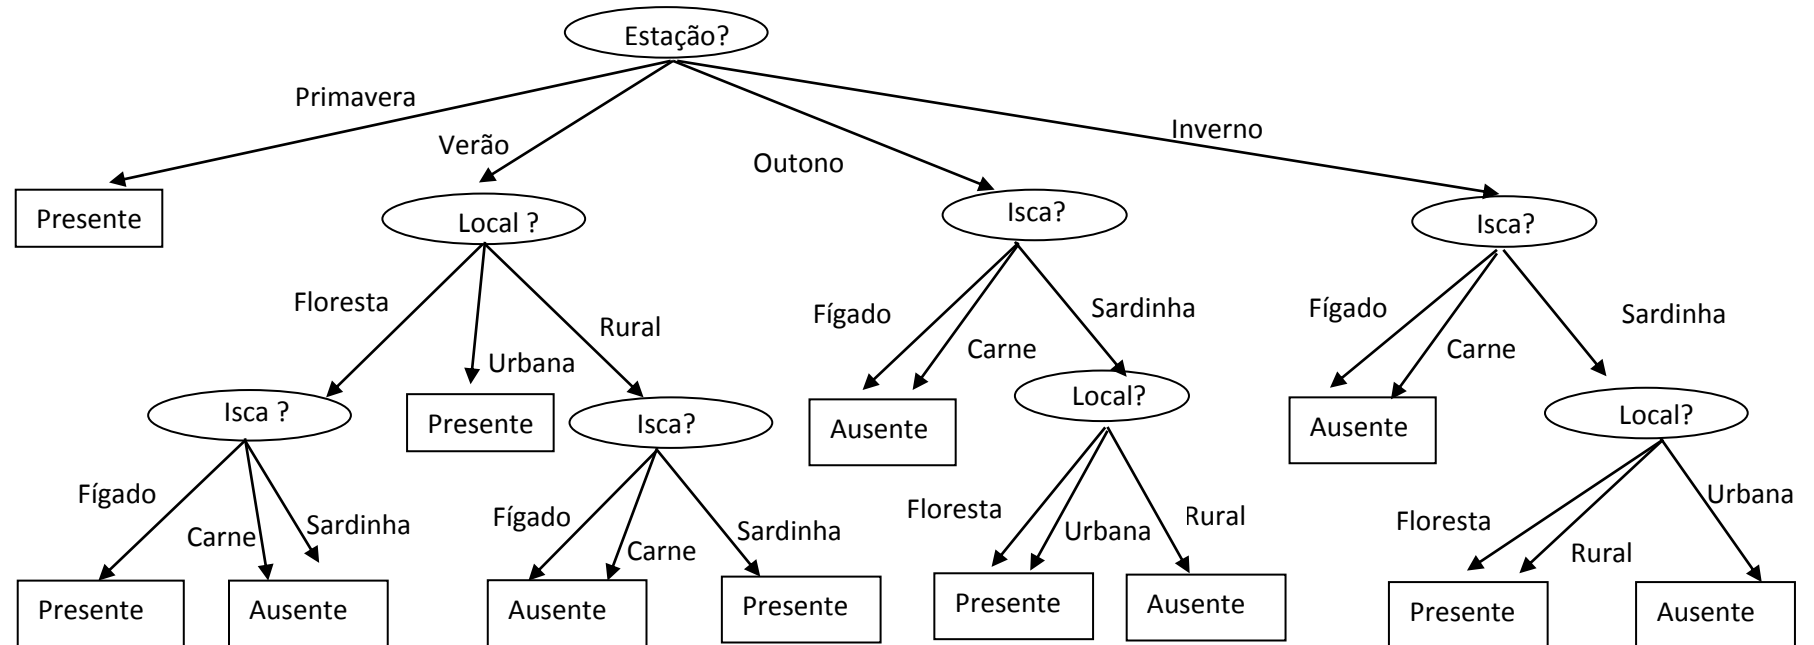 Estação?
Primavera
Verão
Outono
Inverno
Presente
Local ?
Isca?
Isca?
Floresta
Urbana
Rural
Fígado
Carne
Sardinha
Fígado
Carne
Sardinha
Isca ?
Presente
Isca?
Ausente
Local?
Ausente
Local?
Fígado
Carne
Sardinha
Fígado
Carne
Sardinha
Floresta
Urbana
Rural
Floresta
Rural
Urbana
Presente
Ausente
Ausente
Presente
Presente
Ausente
Presente
Ausente